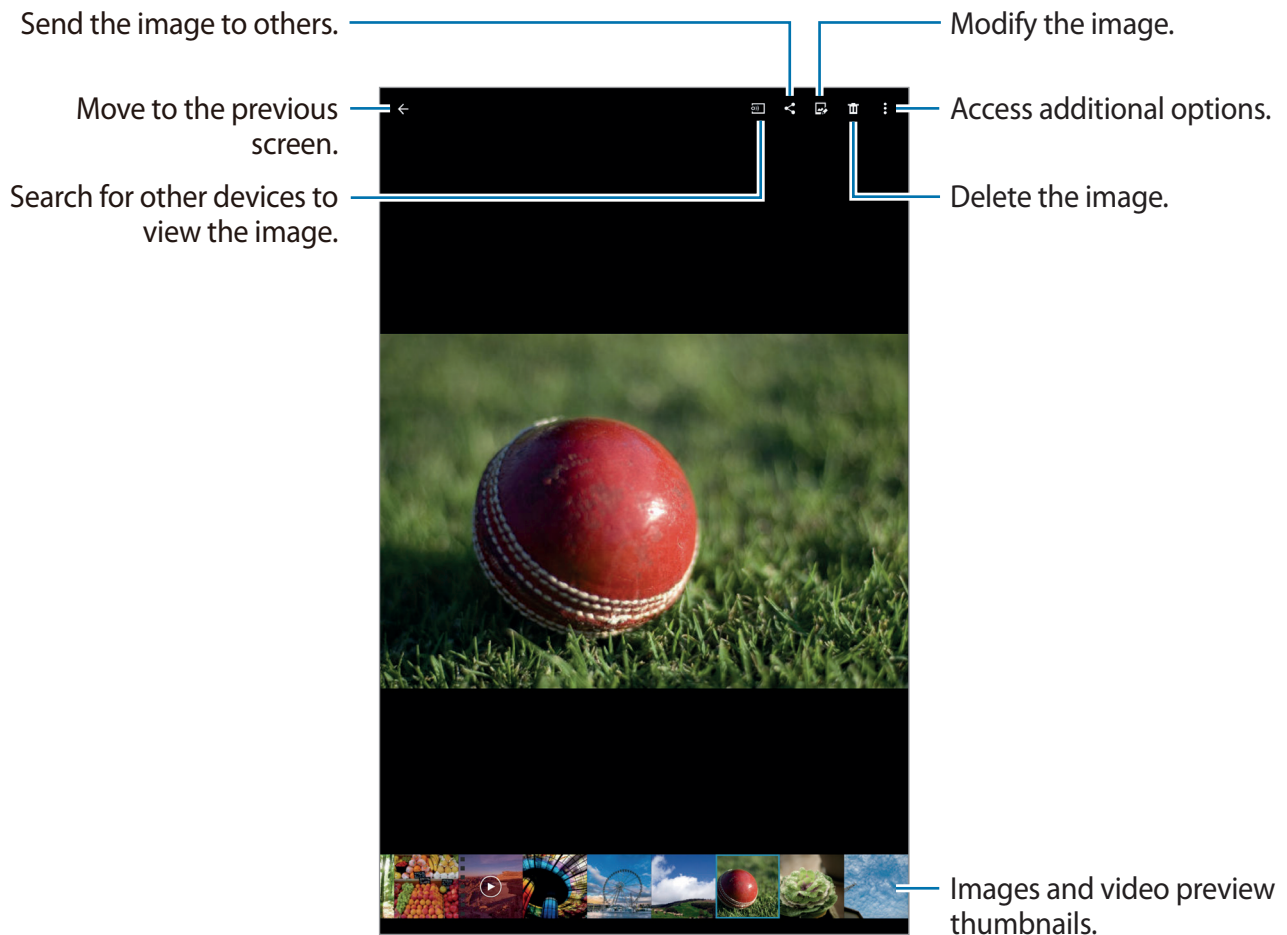 Send the image to others.
Modify the image.
Move to the previous
screen.
Access additional options.
Search for other devices to
view the image.
Delete the image.
Images and video preview
thumbnails.